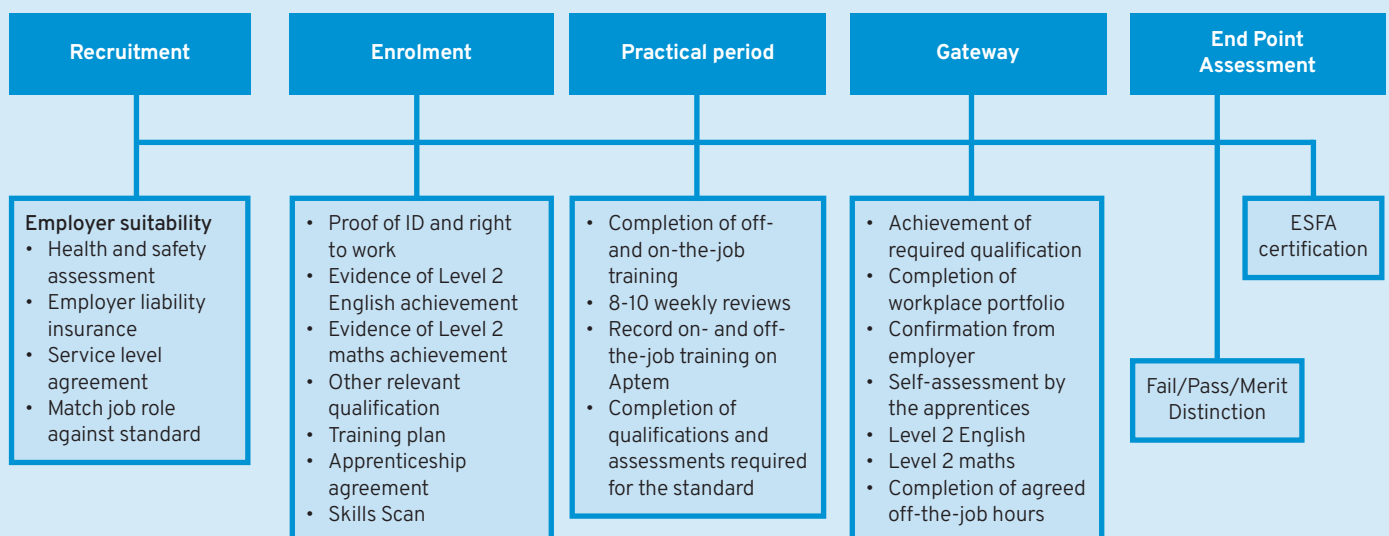 Recruitment
Enrolment
Practical period
Gateway
End Point
Assessment
Employer suitability
• Health and safety
assessment
• Employer liability
insurance
• Service level
agreement
• Match job role
against standard
• Proof of ID and right
to work
• Evidence of Level 2
English achievement
• Evidence of Level 2
maths achievement
• Other relevant
qualification
• Training plan
• Apprenticeship
agreement
• Skills Scan
• Completion of off-
and on-the-job
training
• 8-10 weekly reviews
• Record on- and off-
the-job training on
Aptem
• Completion of
qualifications and
assessments required
for the standard
• Achievement of
required qualification
• Completion of
workplace portfolio
• Confirmation from
employer
• Self-assessment by
the apprentices
• Level 2 English
• Level 2 maths
• Completion of agreed
off-the-job hours
Fail/Pass/Merit
Distinction
ESFA
certification